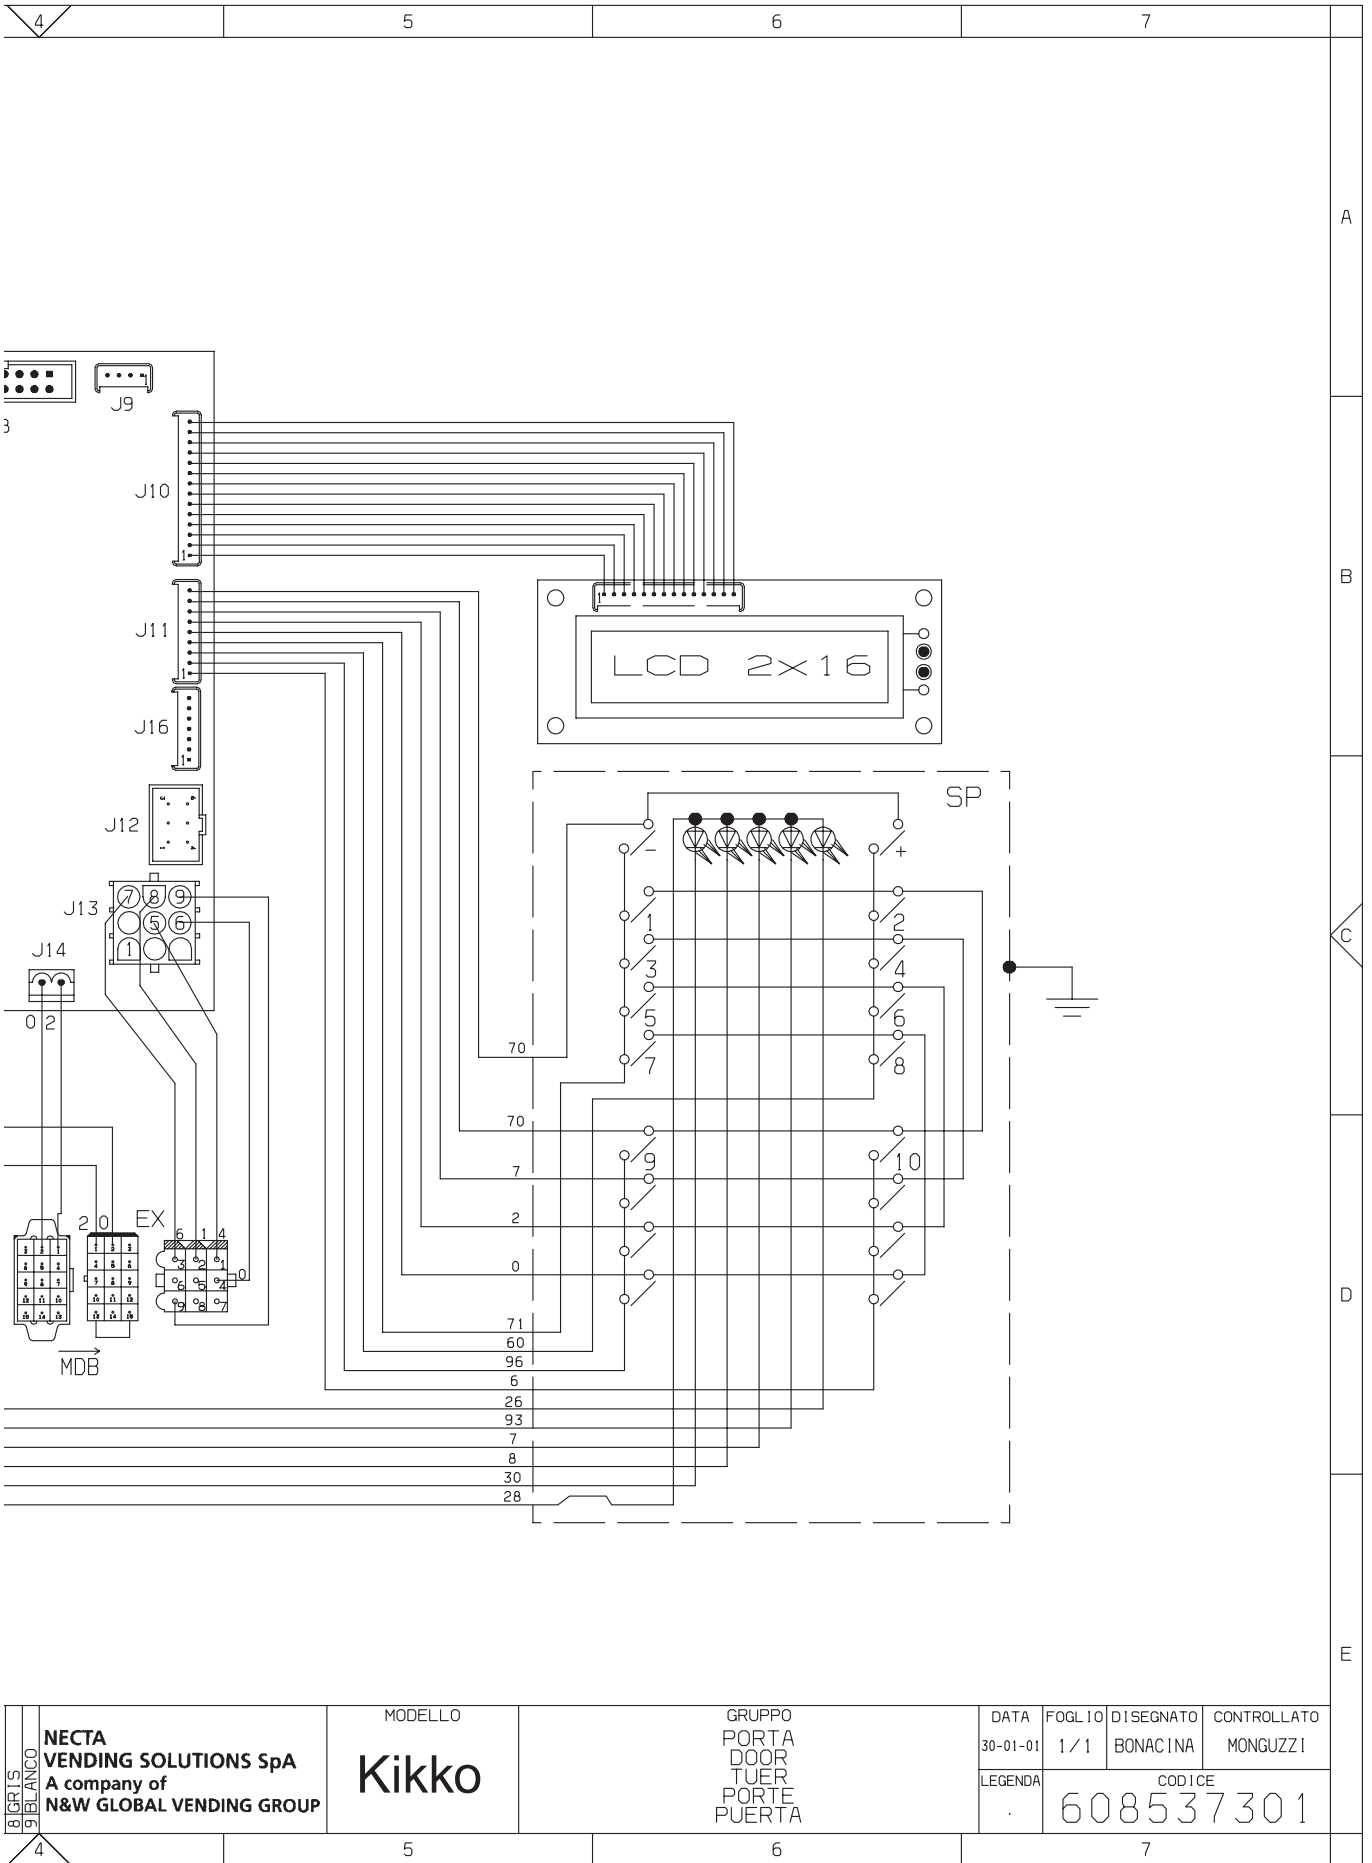 4
5
6
7
A
J9
1
J10
1
1
B
J11
1
LCD 2x16
J16
1
SP
J12
- +
J13
7 8 9
5 6
1
1 2
C
J14
3 4
0 2
5 6
70
7 8
70
9 10
7
2 0
EX
6 1 4
2
3 2 1
6 5 4
0
0
9 8 7
D
71
60
MDB
96
6
26
93
7
8
30
28
E
8 GRIS
9 BLANCO
NECTA
VENDING SOLUTIONS SpA
A company of
N&W GLOBAL VENDING GROUP
MODELLO
Kikko
GRUPPO
PORTA
DOOR
TUER
PORTE
PUERTA
DATA
30-01-01
FOGLIO
1/1
DISEGNATO
BONACINA
CONTROLLATO
MONGUZZI
LEGENDA
.
CODICE
608537301
4
5
6
7